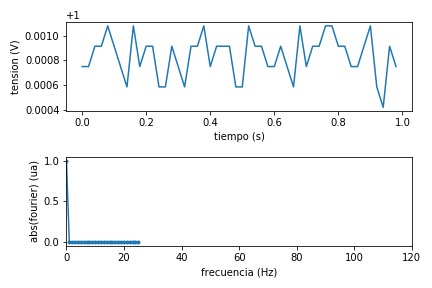 +1
0.0010
0.0008
0.0006
0.0004
tension (V)
0.0 0.2 0.4 0.6 0.8 1.0
tiempo (s)
1.0
0.5
0.0
abs(fourier) (ua)
0 20 40 60 80 100 120
frecuencia (Hz)